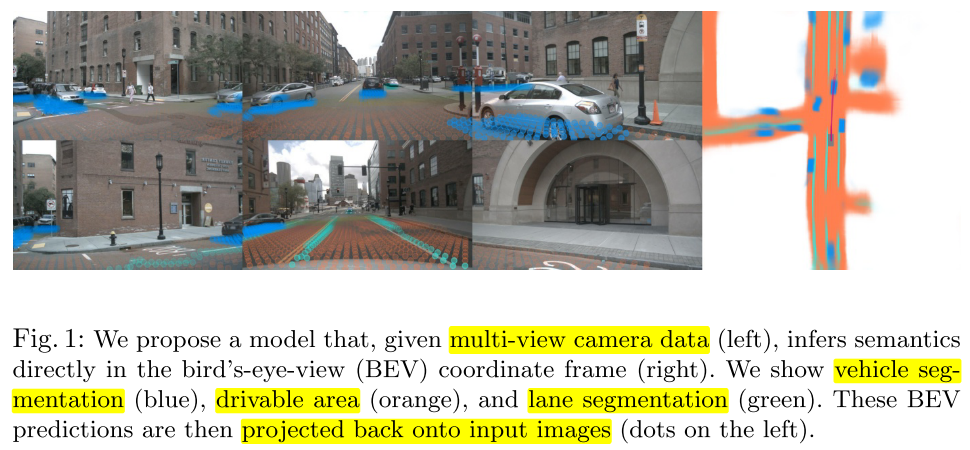 Fig. 1: We propose a model that, given multi-view camera data (left), infers semantics
directly in the bird's-eye-view (BEV) coordinate frame (right). We show vehicle seg-
mentation (blue), drivable area (orange), and lane segmentation (green). These BEV
predictions are then projected back onto input images (dots on the left).